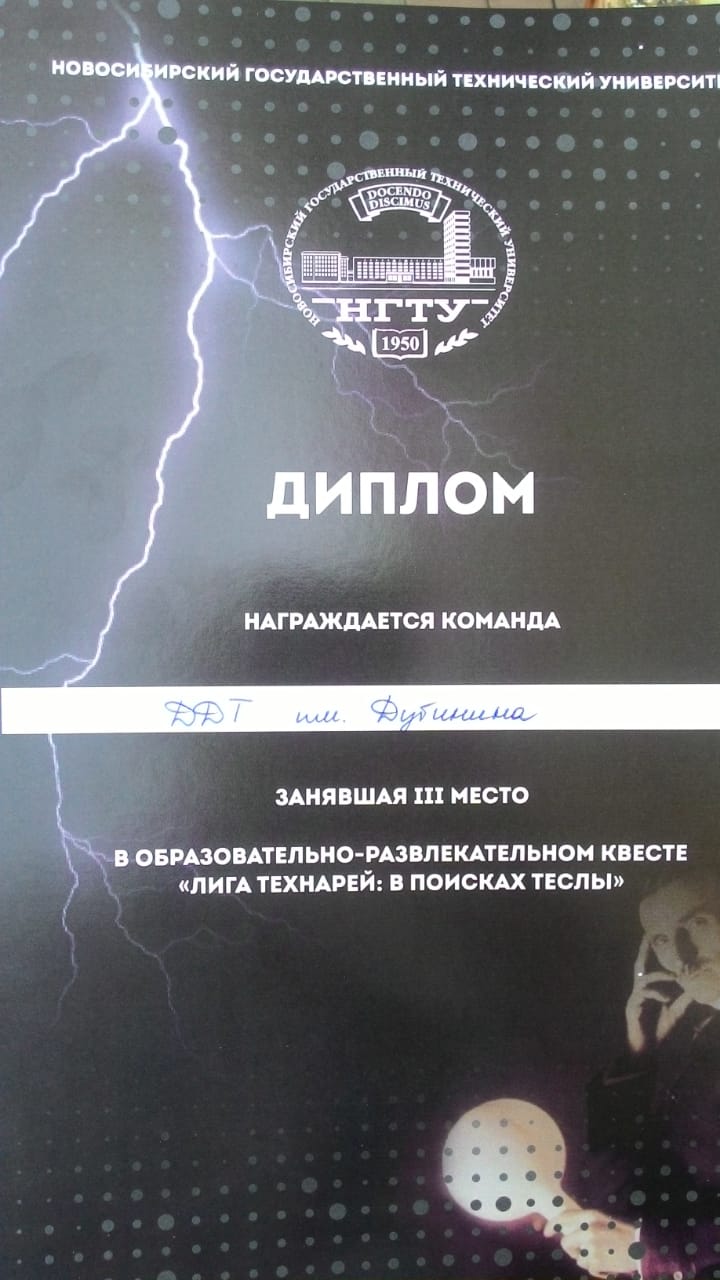 НОВОСИБИРСКИЙ ГОСУДАРСТВЕННЫЙ ТЕХНИЧЕСКИЙ УНИВЕРСИТЕ
НОВОСИБИРСКИЙ ГОСУДАРСТВЕННЫЙ ТЕХНИЧЕСКИЙ УНИВЕРСИТЕТ
DOCENDO
DISCIMUS
НГТУ
1950
ДИПЛОМ
НАГРАЖДАЕТСЯ КОМАНДА
ДДТ им. Дубинина
ЗАНЯВШАЯ III МЕСТО
В ОБРАЗОВАТЕЛЬНО-РАЗВЛЕКАТЕЛЬНОМ КВЕСТЕ
«ЛИГА ТЕХНАРЕЙ: В ПОИСКАХ ТЕСЛЫ»